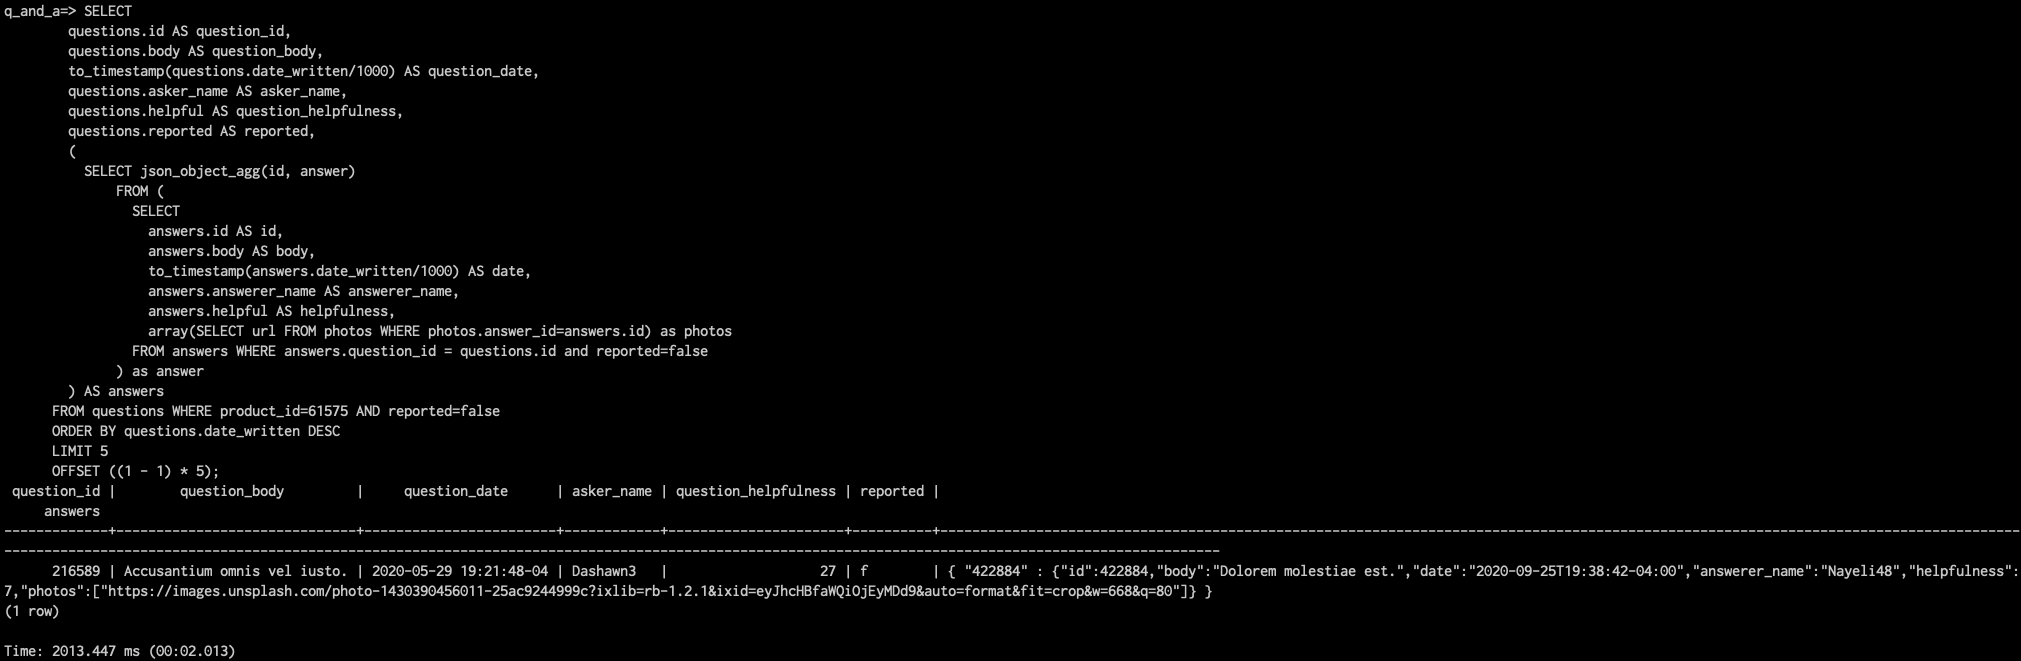 q_and_a=> SELECT
questions.id AS question_id,
questions.body AS question_body,
to_timestamp(questions.date_written/1000) AS question_date,
questions.asker_name AS asker_name,
questions.helpful AS question_helpfulness,
questions.reported AS reported,
(
SELECT json_object_agg(id, answer)
FROM (
SELECT
answers.id AS id,
answers.body AS body,
to_timestamp(answers.date_written/1000) AS date,
answers.answerer_name AS answerer_name,
answers.helpful AS helpfulness,
array(SELECT url FROM photos WHERE photos.answer_id=answers.id) as photos
FROM answers WHERE answers.question_id = questions.id and reported=false
) as answer
) AS answers
FROM questions WHERE product_id=61575 AND reported=false
ORDER BY questions.date_written DESC
LIMIT 5
OFFSET ((1 - 1) * 5);
question_id | question_body | question_date | asker_name | question_helpfulness | reported |
answers
-------------+------------------------------+------------------------+------------+----------------------+----------+---------------------------------------------------------------------------------------------------------------------------------------
--------------------------------------------------------------------------------------------------------------------------------------------------------
216589 | Accusantium omnis vel iusto. | 2020-05-29 19:21:48-04 | Dashawn3 | 27 | f | { "422884" : {"id":422884,"body":"Dolorem molestiae est.","date":"2020-09-25T19:38:42-04:00","answerer_name":"Nayeli48","helpfulness":
7,"photos":["https://images.unsplash.com/photo-1430390456011-25ac9244999c?ixlib=rb-1.2.1&ixid=eyJhcHBfaWQiOjEyMDd9&auto=format&fit=crop&w=668&q=80"]} }
(1 row)
Time: 2013.447 ms (00:02.013)